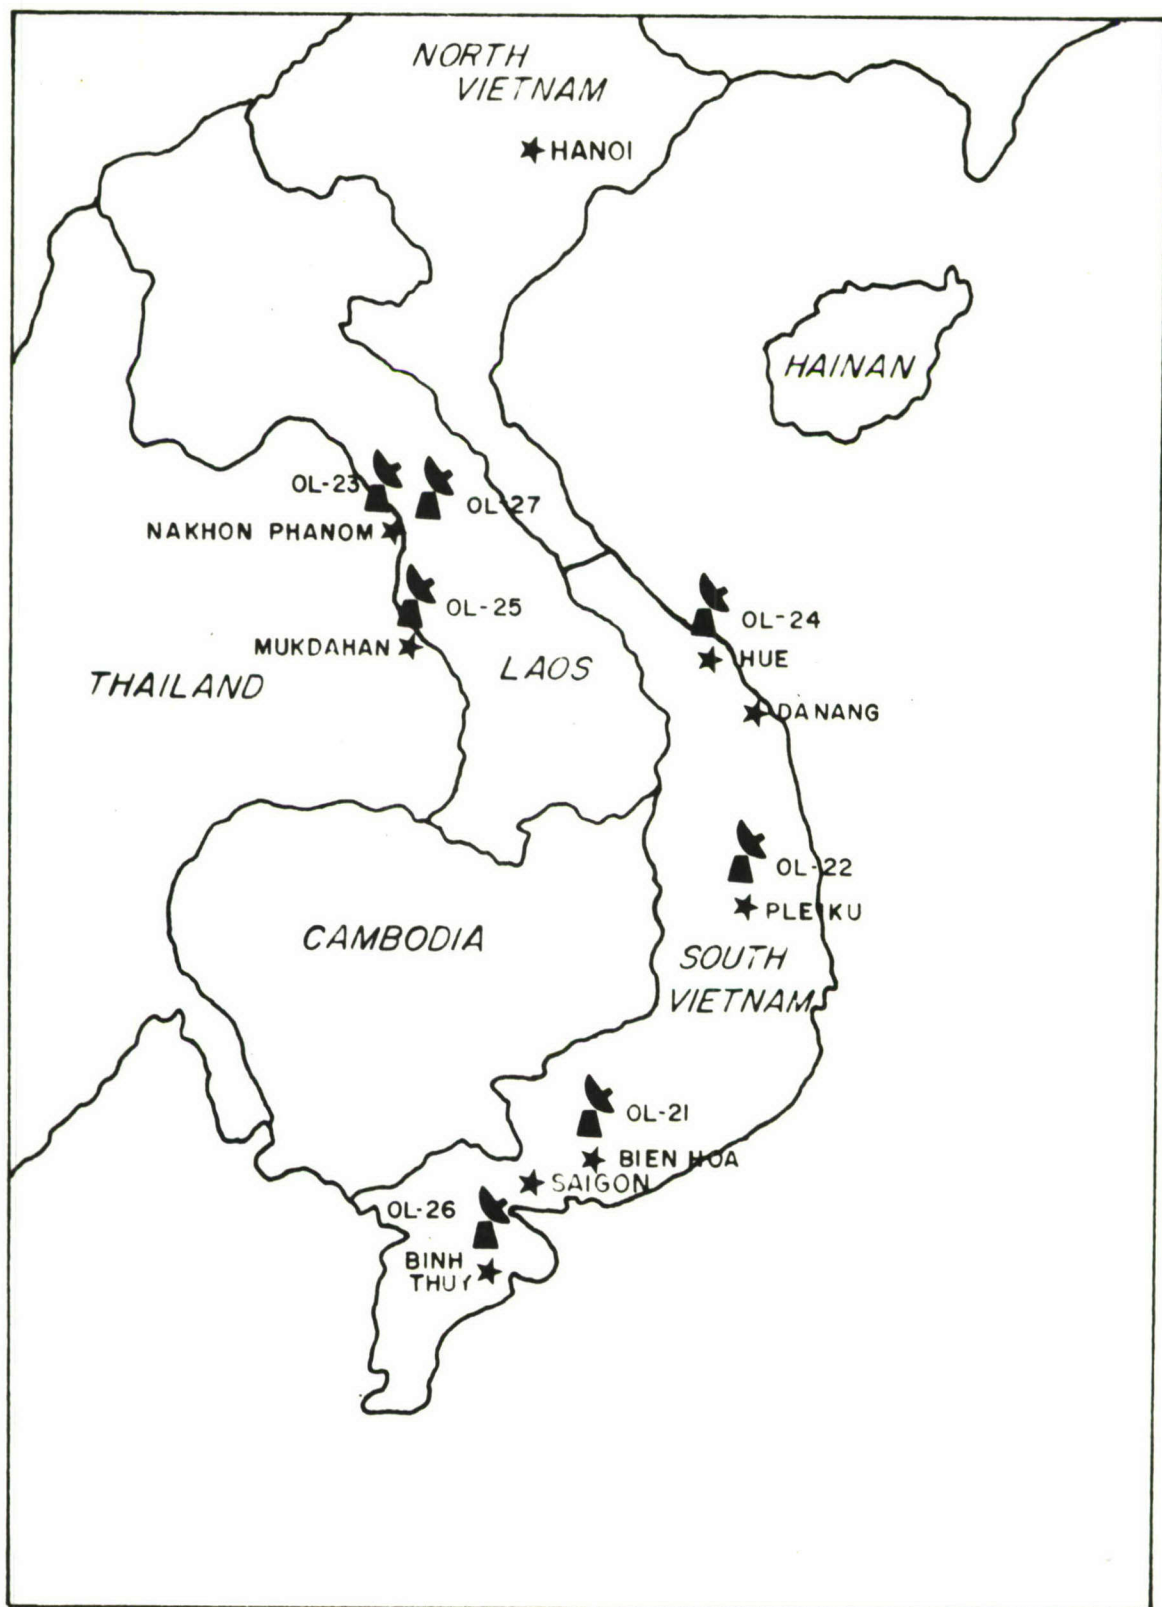 NORTH
VIETNAM
HANOI
HAINAN
OL-23
OL-27
NAKHON PHANOM
OL-25
OL-24
MUKDAHAN
LAOS
HUE
THAILAND
DANANG
OL-22
PLEIKU
CAMBODIA
SOUTH
VIETNAM
OL-21
BIEN HOA
SAIGON
OL-26
BINH
THUY